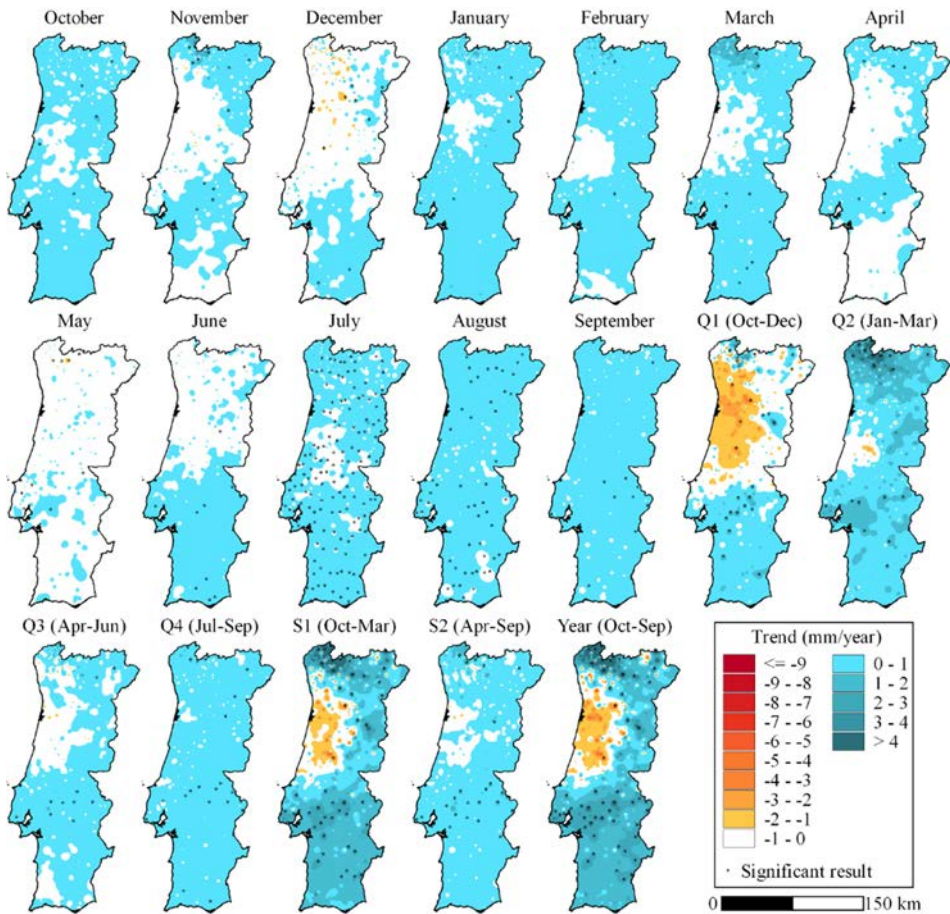 October November December January February March April
May June July August September Q1 (Oct-Dec) Q2 (Jan-Mar)
Q3 (Apr-Jun) Q4 (Jul-Sep) S1 (Oct-Mar) S2 (Apr-Sep) Year (Oct-Sep)
Trend (mm/year)
<= -9 0 - 1
-9 - -8 1 - 2
-8 - -7 2 - 3
-7 - -6 3 - 4
-6 - -5 > 4
-5 - -4
-4 - -3
-3 - -2
-2 - -1
-1 - 0
Significant result
0 150 km